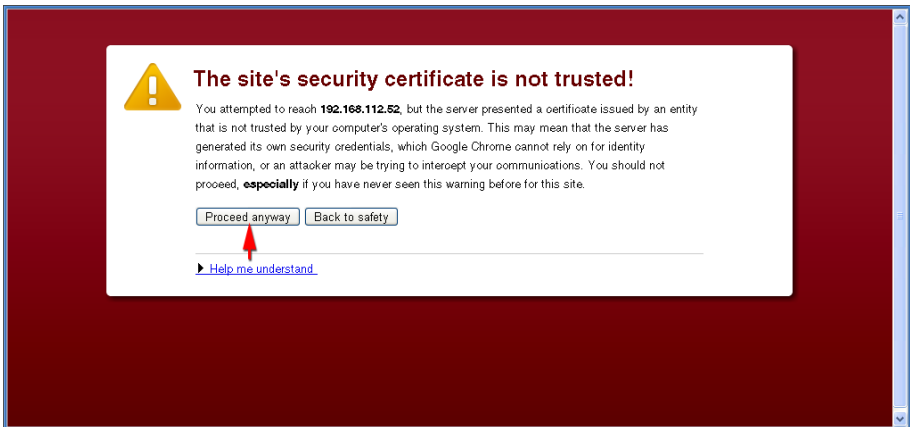 The site's security certificate is not trusted!
You attempted to reach 192.168.112.52, but the server presented a certificate issued by an entity
that is not trusted by your computer's operating system. This may mean that the server has
generated its own security credentials, which Google Chrome cannot rely on for identity
information, or an attacker may be trying to intercept your communications. You should not
proceed, especially if you have never seen this warning before for this site.
Proceed anyway Back to safety
Help me understand